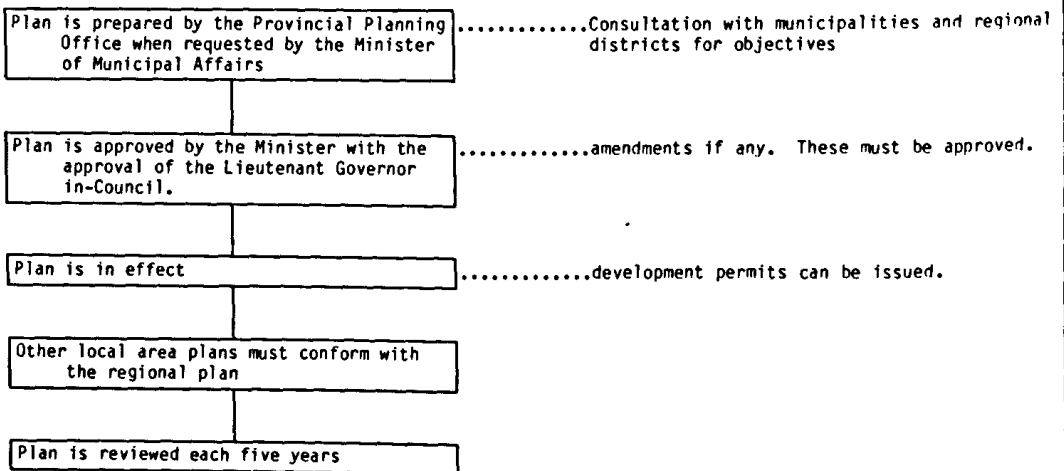 Plan is prepared by the Provincial Planning
Office when requested by the Minister
of Municipal Affairs
.............Consultation with municipalities and regional
districts for objectives
Plan is approved by the Minister with the
approval of the Lieutenant Governor
in-Council.
.............amendments if any. These must be approved.
Plan is in effect
.............development permits can be issued.
Other local area plans must conform with
the regional plan
Plan is reviewed each five years